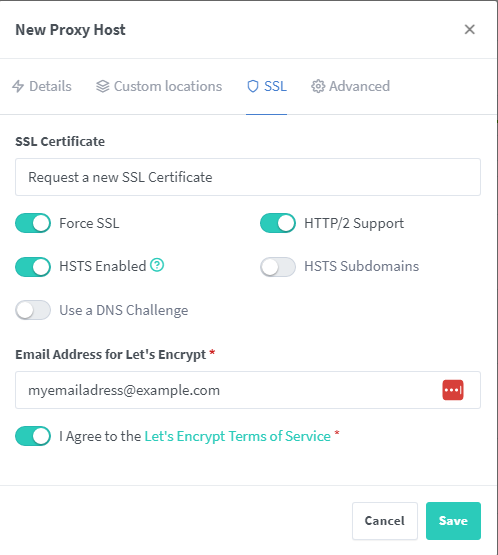 New Proxy Host
Details Custom locations SSL Advanced
SSL Certificate
Request a new SSL Certificate
Force SSL HTTP/2 Support
HSTS Enabled HSTS Subdomains
Use a DNS Challenge
Email Address for Let's Encrypt *
myemailadress@example.com
I Agree to the Let's Encrypt Terms of Service *
Cancel Save